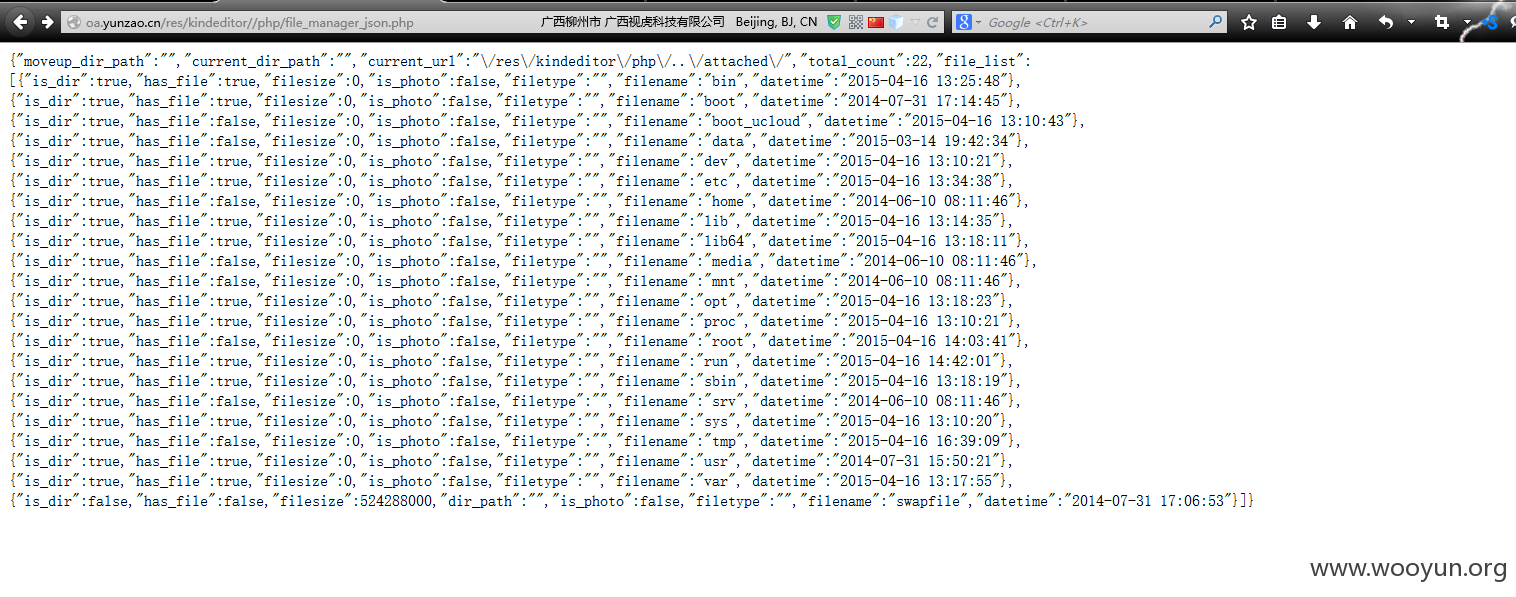 oa.yunzao.cn/res/kindeditor//php/file_manager_json.php 广西柳州市 广西视虎科技有限公司 Beijing, BJ, CN Google <Ctrl+K>
{"moveup_dir_path":"","current_dir_path":"","current_url":"\/res\/kindeditor\/php\/..\/attached\/","total_count":22,"file_list":
[{"is_dir":true,"has_file":true,"filesize":0,"is_photo":false,"filetype":"","filename":"bin","datetime":"2015-04-16 13:25:48"},
{"is_dir":true,"has_file":true,"filesize":0,"is_photo":false,"filetype":"","filename":"boot","datetime":"2014-07-31 17:14:45"},
{"is_dir":true,"has_file":false,"filesize":0,"is_photo":false,"filetype":"","filename":"boot_ucloud","datetime":"2015-04-16 13:10:43"},
{"is_dir":true,"has_file":true,"filesize":0,"is_photo":false,"filetype":"","filename":"data","datetime":"2015-03-14 19:42:34"},
{"is_dir":true,"has_file":true,"filesize":0,"is_photo":false,"filetype":"","filename":"dev","datetime":"2015-04-16 13:10:21"},
{"is_dir":true,"has_file":true,"filesize":0,"is_photo":false,"filetype":"","filename":"etc","datetime":"2015-04-16 13:34:38"},
{"is_dir":true,"has_file":false,"filesize":0,"is_photo":false,"filetype":"","filename":"home","datetime":"2014-06-10 08:11:46"},
{"is_dir":true,"has_file":true,"filesize":0,"is_photo":false,"filetype":"","filename":"lib","datetime":"2015-04-16 13:14:35"},
{"is_dir":true,"has_file":true,"filesize":0,"is_photo":false,"filetype":"","filename":"lib64","datetime":"2015-04-16 13:18:11"},
{"is_dir":true,"has_file":false,"filesize":0,"is_photo":false,"filetype":"","filename":"media","datetime":"2014-06-10 08:11:46"},
{"is_dir":true,"has_file":false,"filesize":0,"is_photo":false,"filetype":"","filename":"mnt","datetime":"2014-06-10 08:11:46"},
{"is_dir":true,"has_file":true,"filesize":0,"is_photo":false,"filetype":"","filename":"opt","datetime":"2015-04-16 13:18:23"},
{"is_dir":true,"has_file":true,"filesize":0,"is_photo":false,"filetype":"","filename":"proc","datetime":"2015-04-16 13:10:21"},
{"is_dir":true,"has_file":false,"filesize":0,"is_photo":false,"filetype":"","filename":"root","datetime":"2015-04-16 14:03:41"},
{"is_dir":true,"has_file":true,"filesize":0,"is_photo":false,"filetype":"","filename":"run","datetime":"2015-04-16 14:42:01"},
{"is_dir":true,"has_file":true,"filesize":0,"is_photo":false,"filetype":"","filename":"sbin","datetime":"2015-04-16 13:18:19"},
{"is_dir":true,"has_file":false,"filesize":0,"is_photo":false,"filetype":"","filename":"srv","datetime":"2014-06-10 08:11:46"},
{"is_dir":true,"has_file":true,"filesize":0,"is_photo":false,"filetype":"","filename":"sys","datetime":"2015-04-16 13:10:20"},
{"is_dir":true,"has_file":false,"filesize":0,"is_photo":false,"filetype":"","filename":"tmp","datetime":"2015-04-16 16:39:09"},
{"is_dir":true,"has_file":true,"filesize":0,"is_photo":false,"filetype":"","filename":"usr","datetime":"2014-07-31 15:50:21"},
{"is_dir":true,"has_file":true,"filesize":0,"is_photo":false,"filetype":"","filename":"var","datetime":"2015-04-16 13:17:55"},
{"is_dir":false,"has_file":false,"filesize":524288000,"dir_path":"","is_photo":false,"filetype":"","filename":"swapfile","datetime":"2014-07-31 17:06:53"}]}
www.wooyun.org